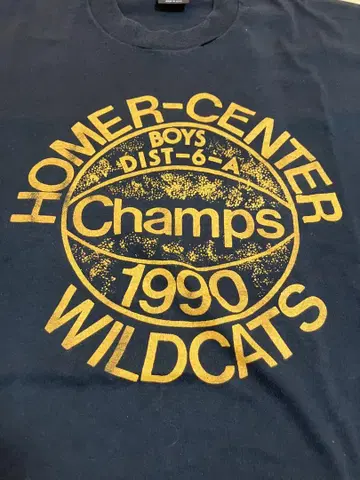 HOMER-CENTER
BOYS
DIST-6-A
Champs
1990
WILDCATS